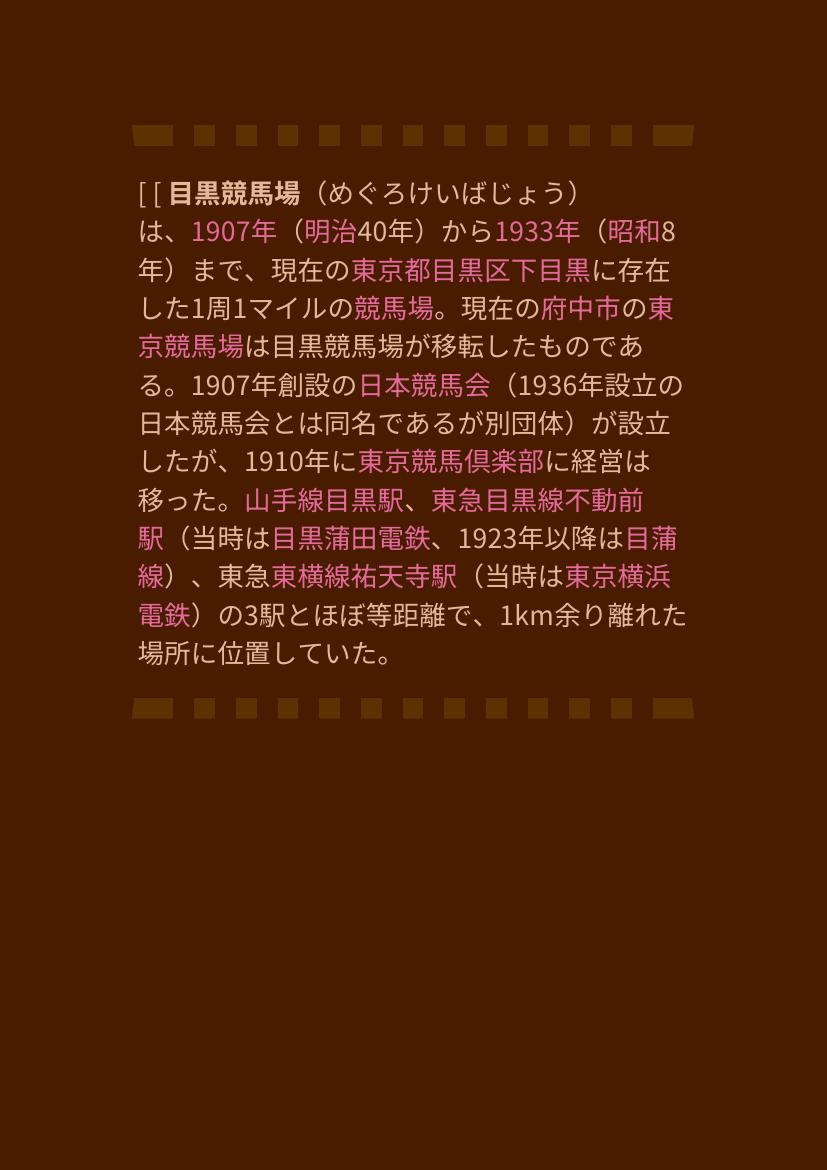 [ [ 目黒競馬場（めぐろけいばじょう）
は、1907年（明治40年）から1933年（昭和8
年）まで、現在の東京都目黒区下目黒に存在
した1周1マイルの競馬場。現在の府中市の東
京競馬場は目黒競馬場が移転したものであ
る。1907年創設の日本競馬会（1936年設立の
日本競馬会とは同名であるが別団体）が設立
したが、1910年に東京競馬倶楽部に経営は
移った。山手線目黒駅、東急目黒線不動前
駅（当時は目黒蒲田電鉄、1923年以降は目蒲
線）、東急東横線祐天寺駅（当時は東京横浜
電鉄）の3駅とほぼ等距離で、1km余り離れた
場所に位置していた。